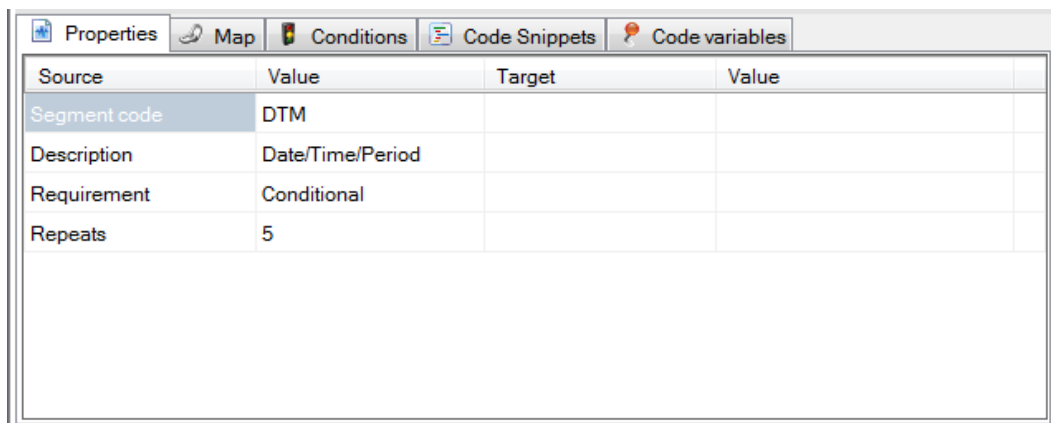 Properties Map Conditions Code Snippets Code variables
Source Value Target Value
Segment code DTM
Description Date/Time/Period
Requirement Conditional
Repeats 5